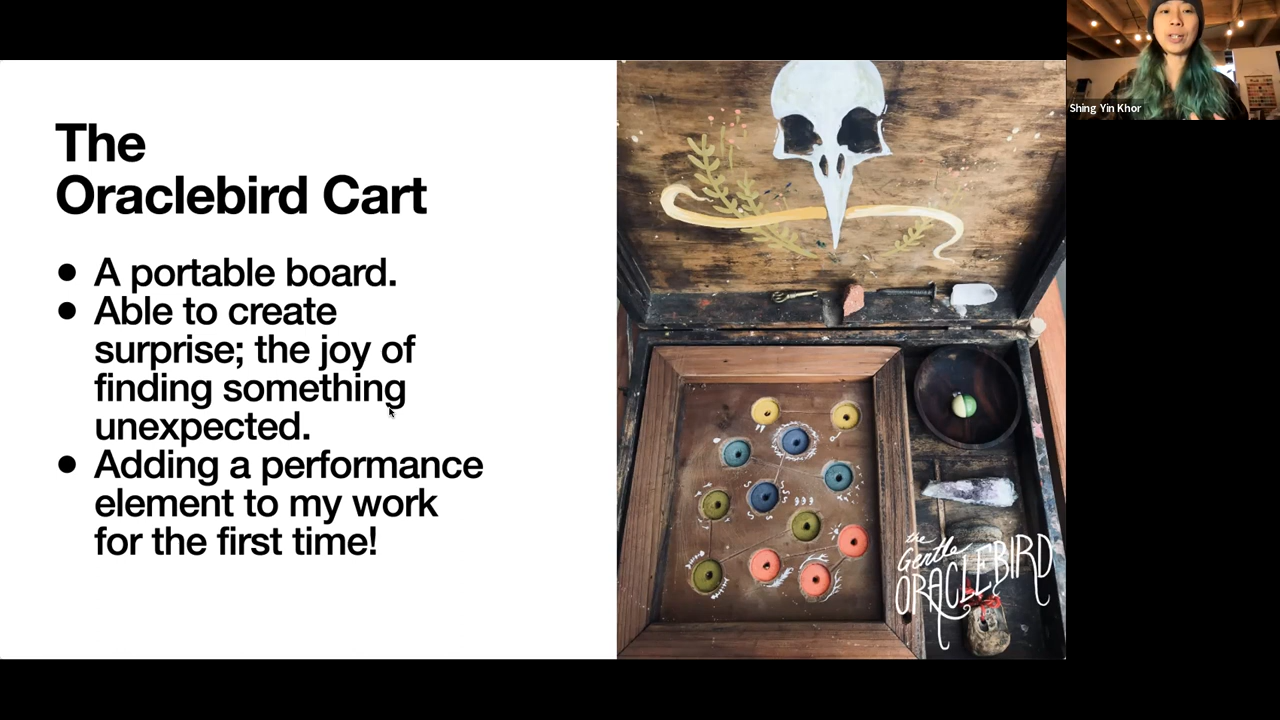 The
Oraclebird Cart
● A portable board.
● Able to create
surprise; the joy of
finding something
unexpected.
● Adding a performance
element to my work
for the first time!
the
Gentle
ORACLEBIRD
Shing Yin Khor